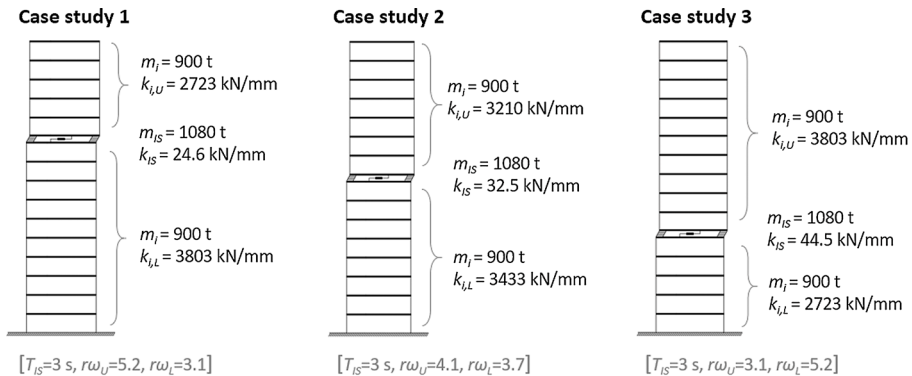 Case study 1
m_i = 900 t
k_i,U = 2723 kN/mm
m_IS = 1080 t
k_IS = 24.6 kN/mm
m_i = 900 t
k_i,L = 3803 kN/mm
[T_IS=3 s, rω_U=5.2, rω_L=3.1]
Case study 2
m_i = 900 t
k_i,U = 3210 kN/mm
m_IS = 1080 t
k_IS = 32.5 kN/mm
m_i = 900 t
k_i,L = 3433 kN/mm
[T_IS=3 s, rω_U=4.1, rω_L=3.7]
Case study 3
m_i = 900 t
k_i,U = 3803 kN/mm
m_IS = 1080 t
k_IS = 44.5 kN/mm
m_i = 900 t
k_i,L = 2723 kN/mm
[T_IS=3 s, rω_U=3.1, rω_L=5.2]